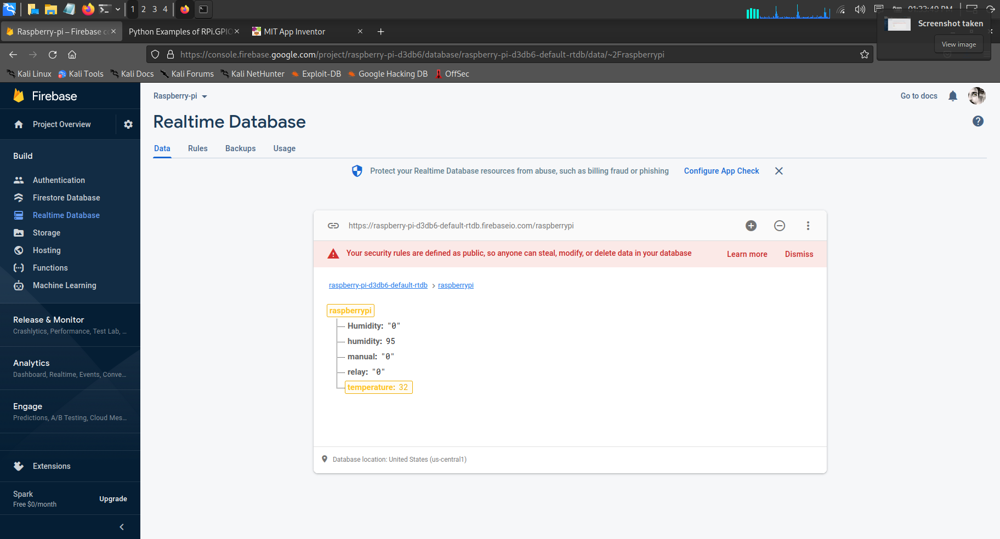 1 2 3 4
01:33:49 PM
Screenshot taken
View image
Raspberry-pi – Firebase co
Python Examples of RPi.GPIO
MIT App Inventor
https://console.firebase.google.com/project/raspberry-pi-d3db6/database/raspberry-pi-d3db6-default-rtdb/data/~2Fraspberrypi
Kali Linux Kali Tools Kali Docs Kali Forums Kali NetHunter Exploit-DB Google Hacking DB OffSec
Firebase
Project Overview
Build
Authentication
Firestore Database
Realtime Database
Storage
Hosting
Functions
Machine Learning
Release & Monitor
Crashlytics, Performance, Test Lab, ...
Analytics
Dashboard, Realtime, Events, Conve...
Engage
Predictions, A/B Testing, Cloud Mes...
Extensions
Spark
Free $0/month
Upgrade
Raspberry-pi
Go to docs
Realtime Database
Data Rules Backups Usage
Protect your Realtime Database resources from abuse, such as billing fraud or phishing Configure App Check
https://raspberry-pi-d3db6-default-rtdb.firebaseio.com/raspberrypi
Your security rules are defined as public, so anyone can steal, modify, or delete data in your database Learn more Dismiss
raspberry-pi-d3db6-default-rtdb > raspberrypi
raspberrypi
Humidity: "0"
humidity: 95
manual: "0"
relay: "0"
temperature: 32
Database location: United States (us-central1)